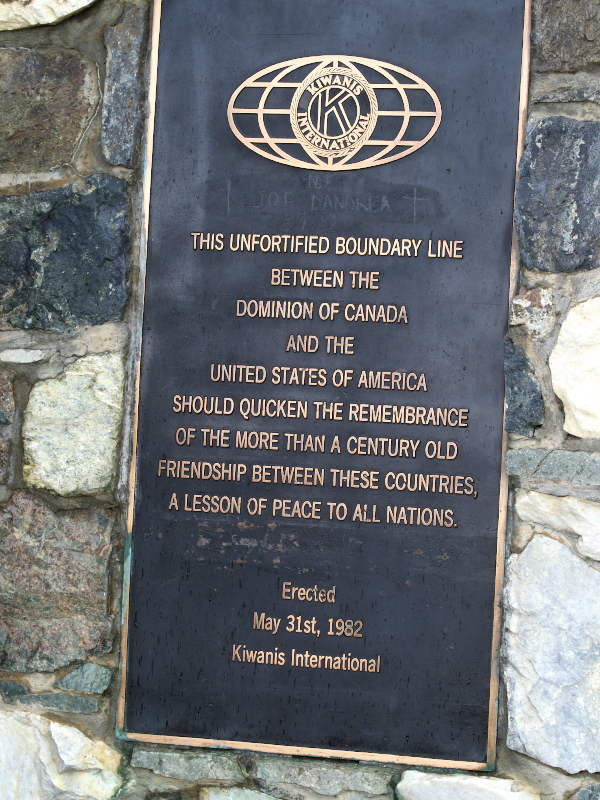 KIWANIS
K
INTERNATIONAL
JOE DANDREA
THIS UNFORTIFIED BOUNDARY LINE
BETWEEN THE
DOMINION OF CANADA
AND THE
UNITED STATES OF AMERICA
SHOULD QUICKEN THE REMEMBRANCE
OF THE MORE THAN A CENTURY OLD
FRIENDSHIP BETWEEN THESE COUNTRIES,
A LESSON OF PEACE TO ALL NATIONS.
Erected
May 31st, 1982
Kiwanis International